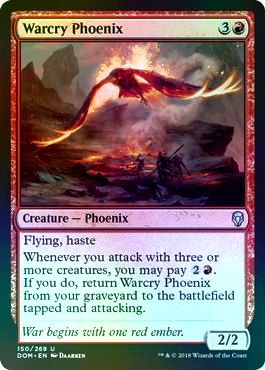 Warcry Phoenix 3
Creature — Phoenix
Flying, haste
Whenever you attack with three or
more creatures, you may pay 2 .
If you do, return Warcry Phoenix
from your graveyard to the battlefield
tapped and attacking.
War begins with one red ember.
2/2
150/269 U
DOM • EN DAARKEN
™ & © 2018 Wizards of the Coast